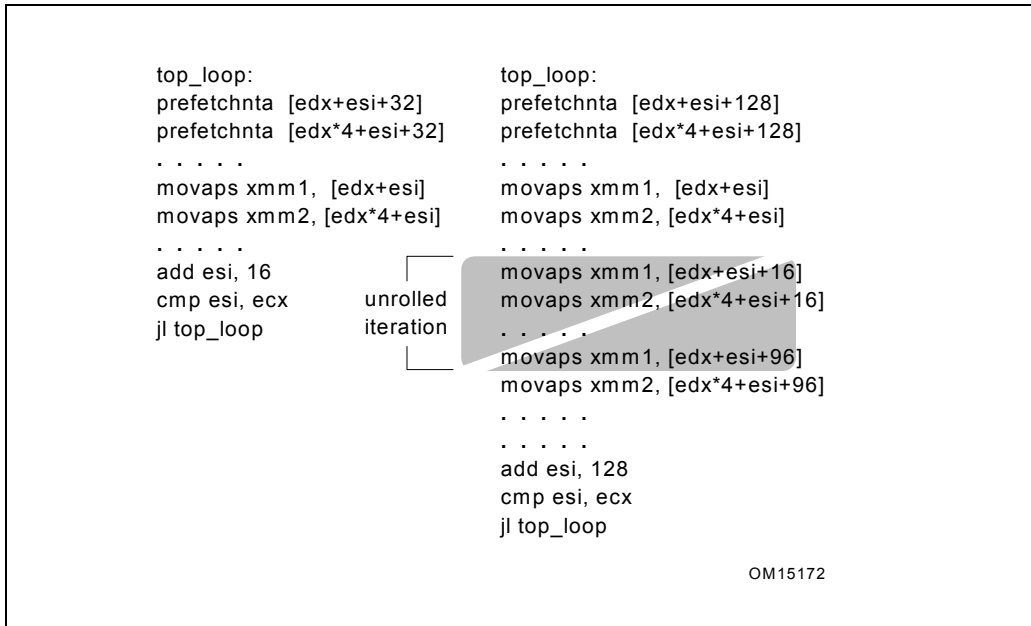 top_loop:
prefetchnta [edx+esi+32]
prefetchnta [edx*4+esi+32]
. . . . .
movaps xmm1, [edx+esi]
movaps xmm2, [edx*4+esi]
. . . . .
add esi, 16
cmp esi, ecx
jl top_loop
unrolled
iteration
top_loop:
prefetchnta [edx+esi+128]
prefetchnta [edx*4+esi+128]
. . . . .
movaps xmm1, [edx+esi]
movaps xmm2, [edx*4+esi]
. . . . .
movaps xmm1, [edx+esi+16]
movaps xmm2, [edx*4+esi+16]
. . . . .
movaps xmm1, [edx+esi+96]
movaps xmm2, [edx*4+esi+96]
. . . . .
. . . . .
add esi, 128
cmp esi, ecx
jl top_loop
OM15172